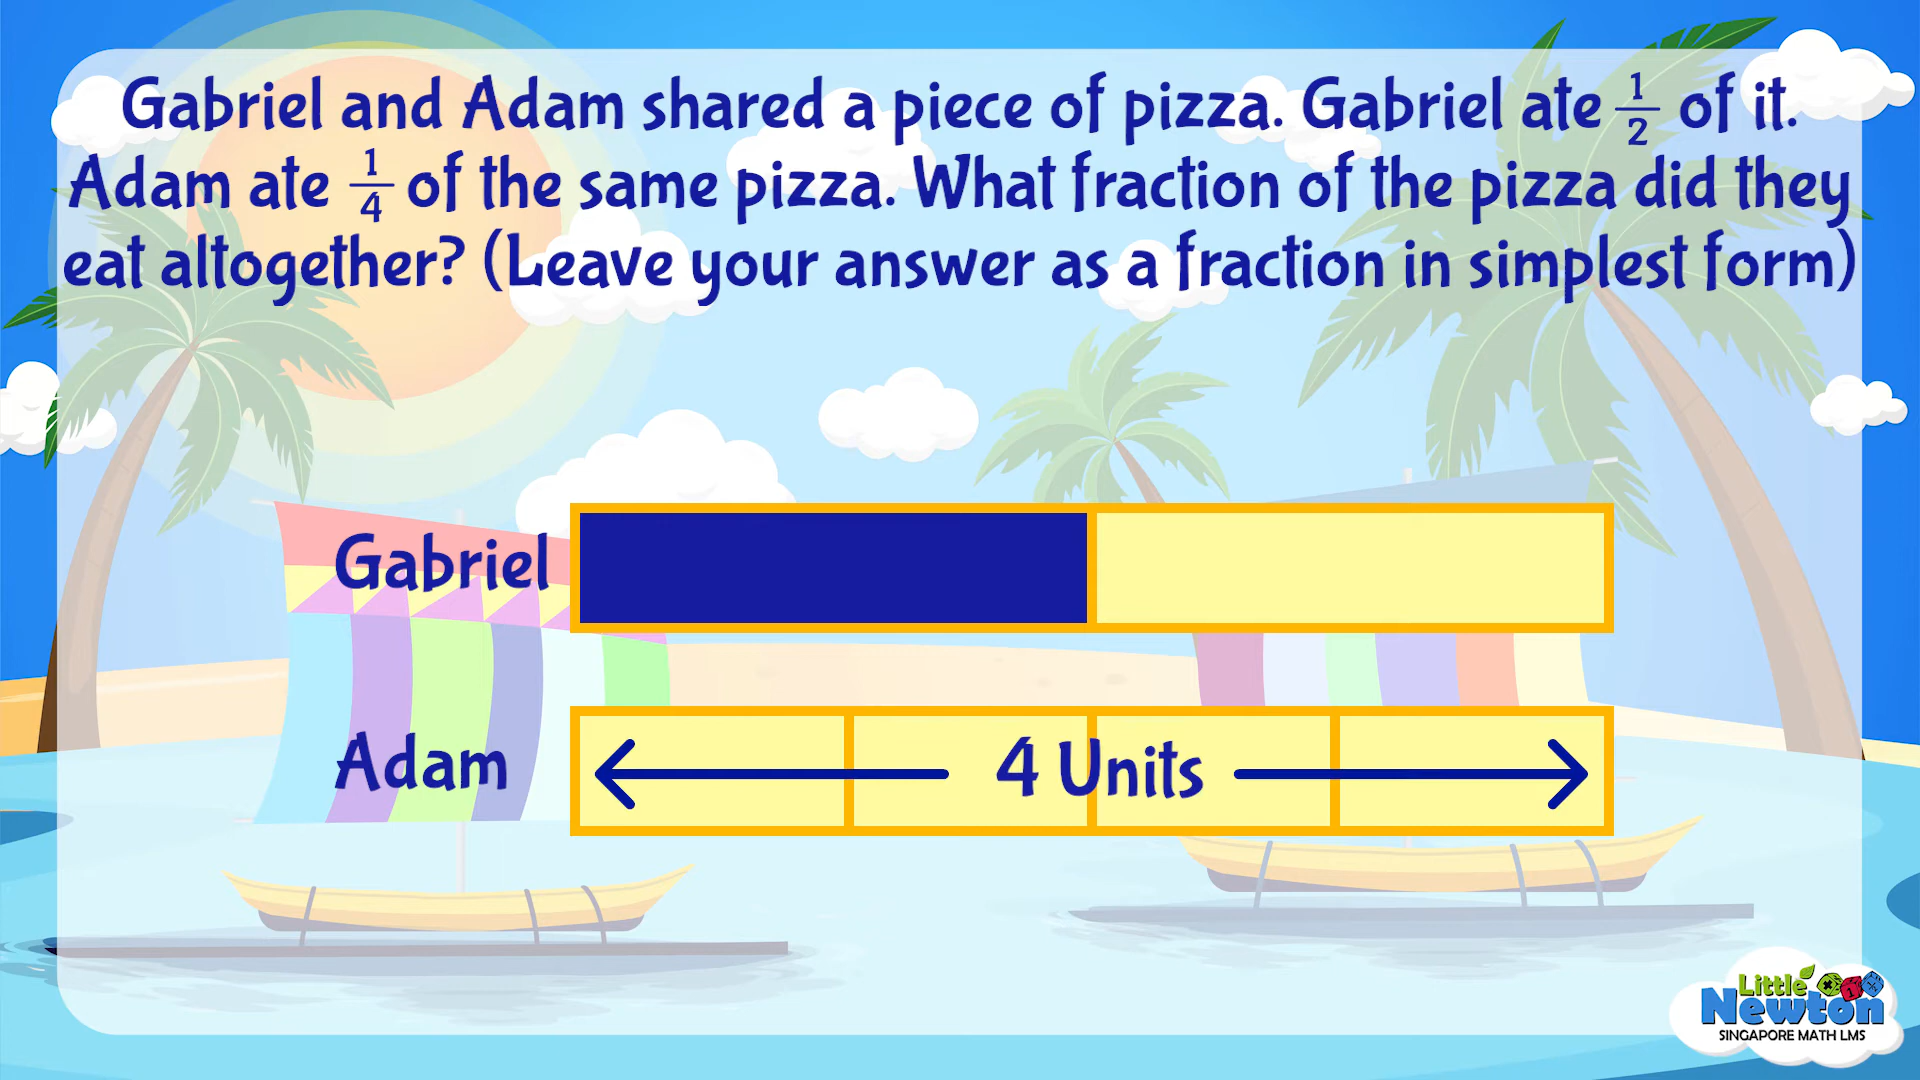 Gabriel and Adam shared a piece of pizza. Gabriel ate 1/2 of it.
Adam ate 1/4 of the same pizza. What fraction of the pizza did they
eat altogether? (Leave your answer as a fraction in simplest form)
Gabriel
Adam
4 Units
Little
Newton
SINGAPORE MATH LMS